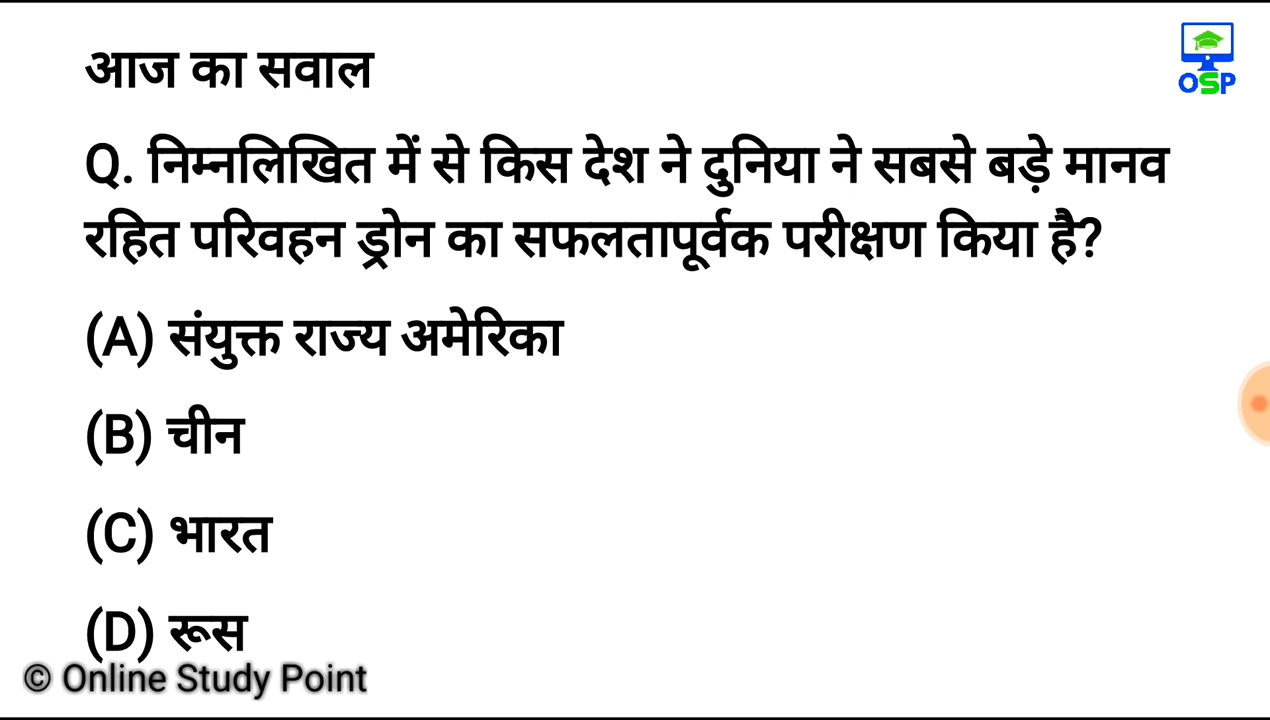 आज का सवाल
OSP
Q. निम्नलिखित में से किस देश ने दुनिया ने सबसे बड़े मानव
रहित परिवहन ड्रोन का सफलतापूर्वक परीक्षण किया है?
(A) संयुक्त राज्य अमेरिका
(B) चीन
(C) भारत
(D) रूस
© Online Study Point